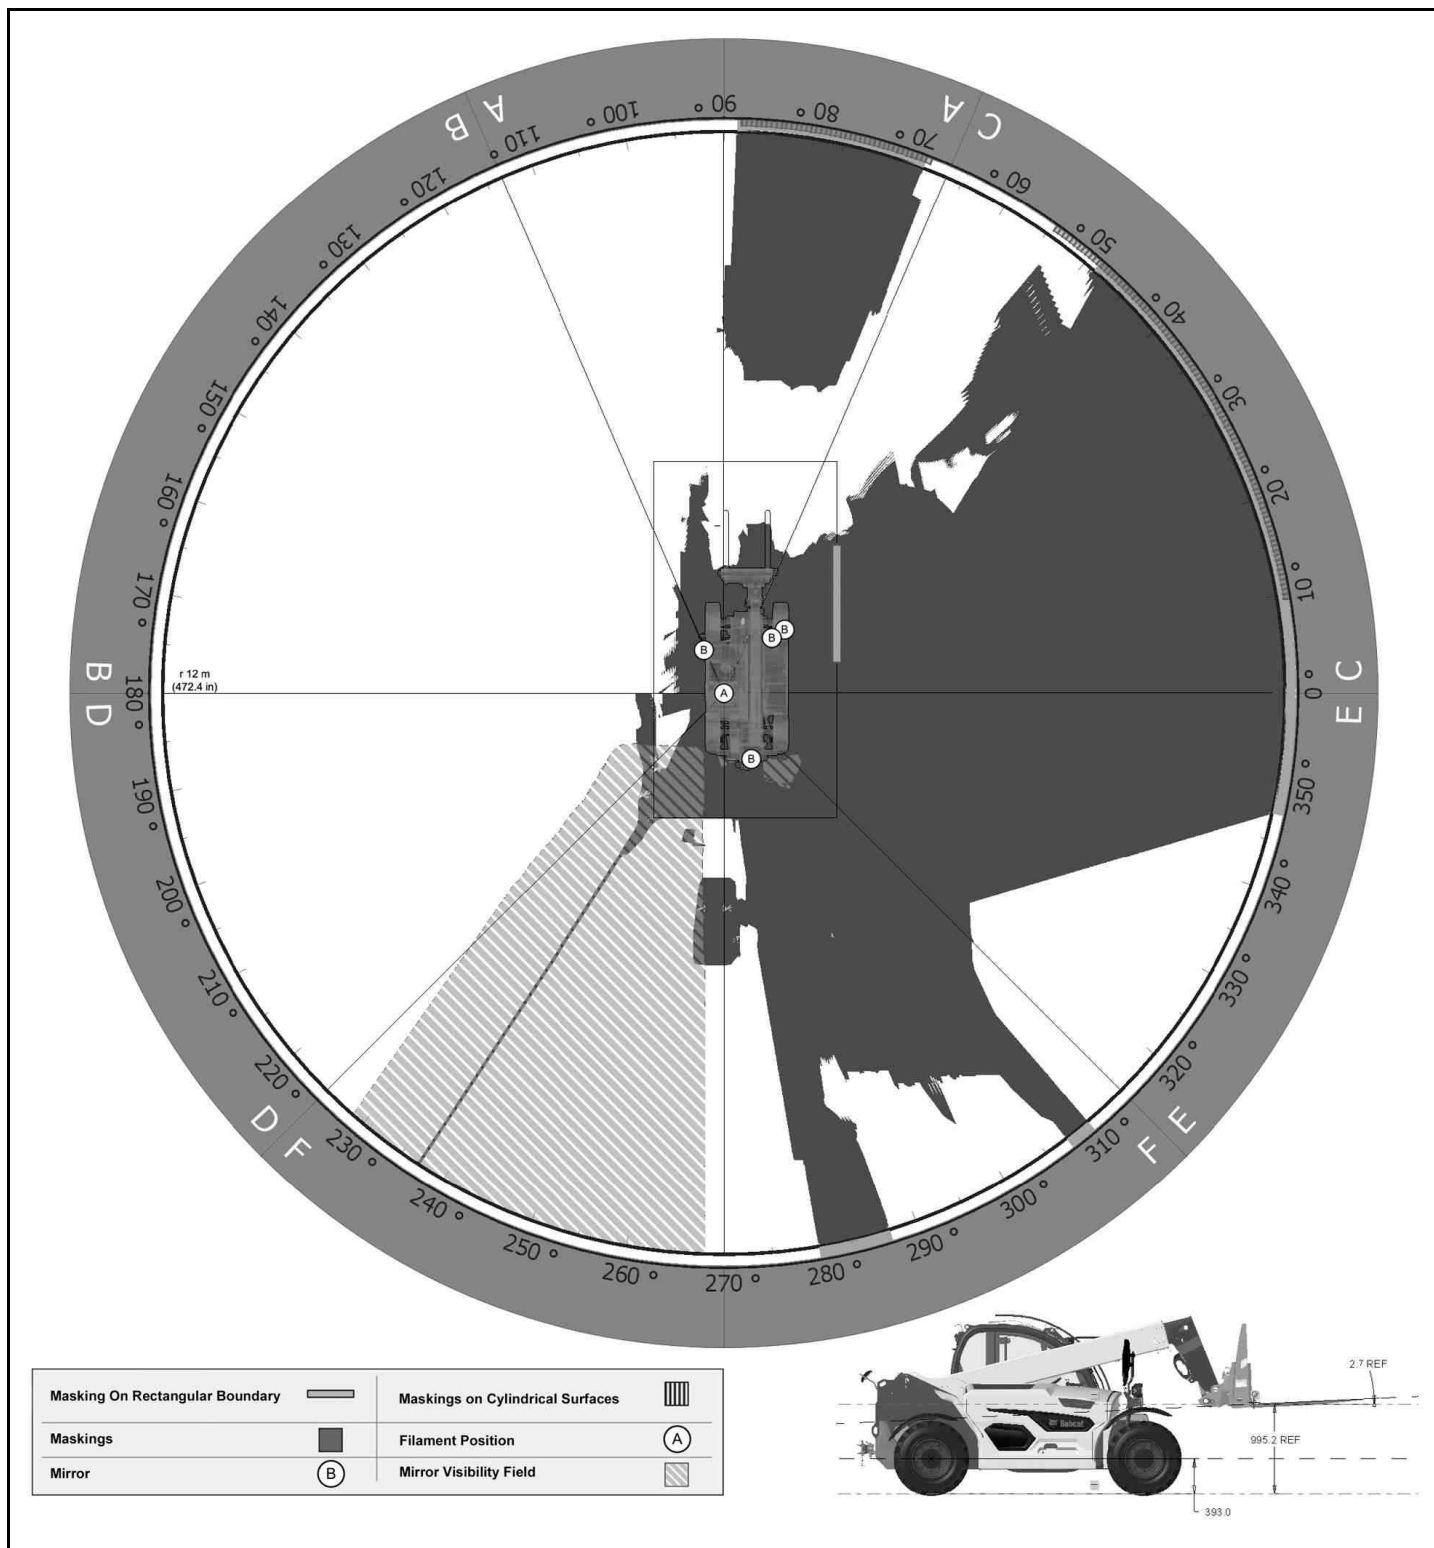 A
B
A
C
110 °
100 °
90 °
80 °
70 °
60 °
50 °
40 °
30 °
20 °
10 °
0 °
120 °
130 °
140 °
150 °
160 °
170 °
180 °
B
D
C
E
r 12 m
(472.4 in)
B
B
B
A
B
190 °
200 °
210 °
220 °
230 °
240 °
250 °
260 °
270 °
280 °
290 °
300 °
310 °
320 °
330 °
340 °
350 °
D
F
F
E
Masking On Rectangular Boundary
Maskings on Cylindrical Surfaces
Maskings
Filament Position
A
Mirror
B
Mirror Visibility Field
Bobcat
2.7 REF
995.2 REF
393.0